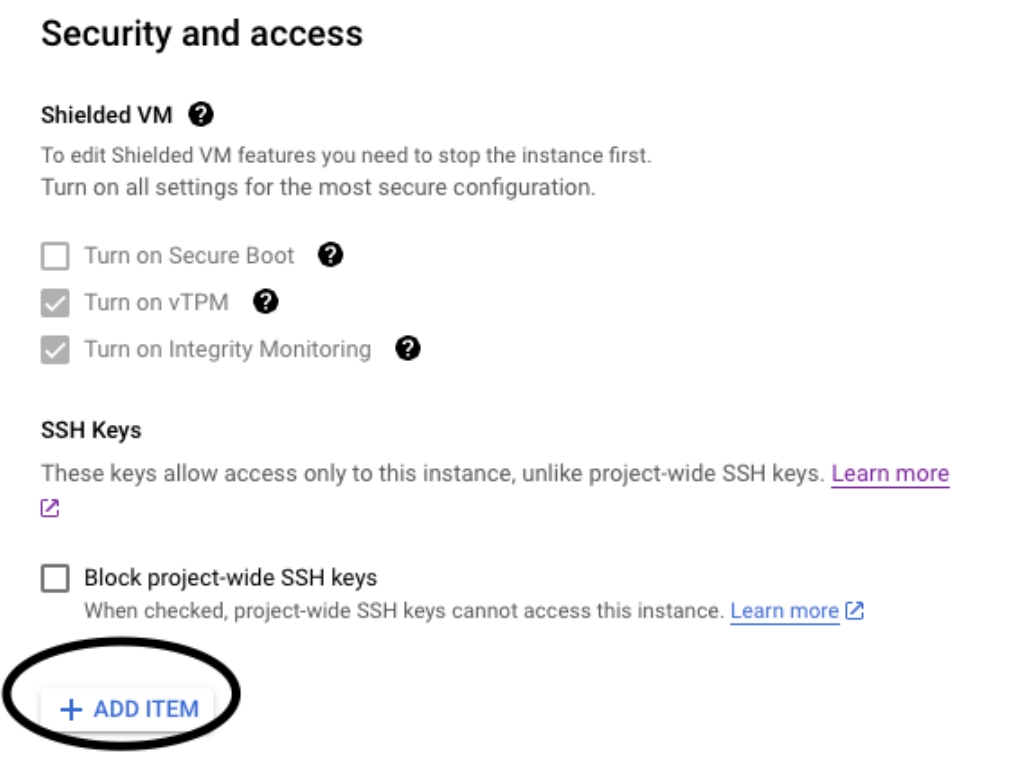 Security and access
Shielded VM
To edit Shielded VM features you need to stop the instance first.
Turn on all settings for the most secure configuration.
Turn on Secure Boot
Turn on vTPM
Turn on Integrity Monitoring
SSH Keys
These keys allow access only to this instance, unlike project-wide SSH keys. Learn more
Block project-wide SSH keys
When checked, project-wide SSH keys cannot access this instance. Learn more
+ ADD ITEM